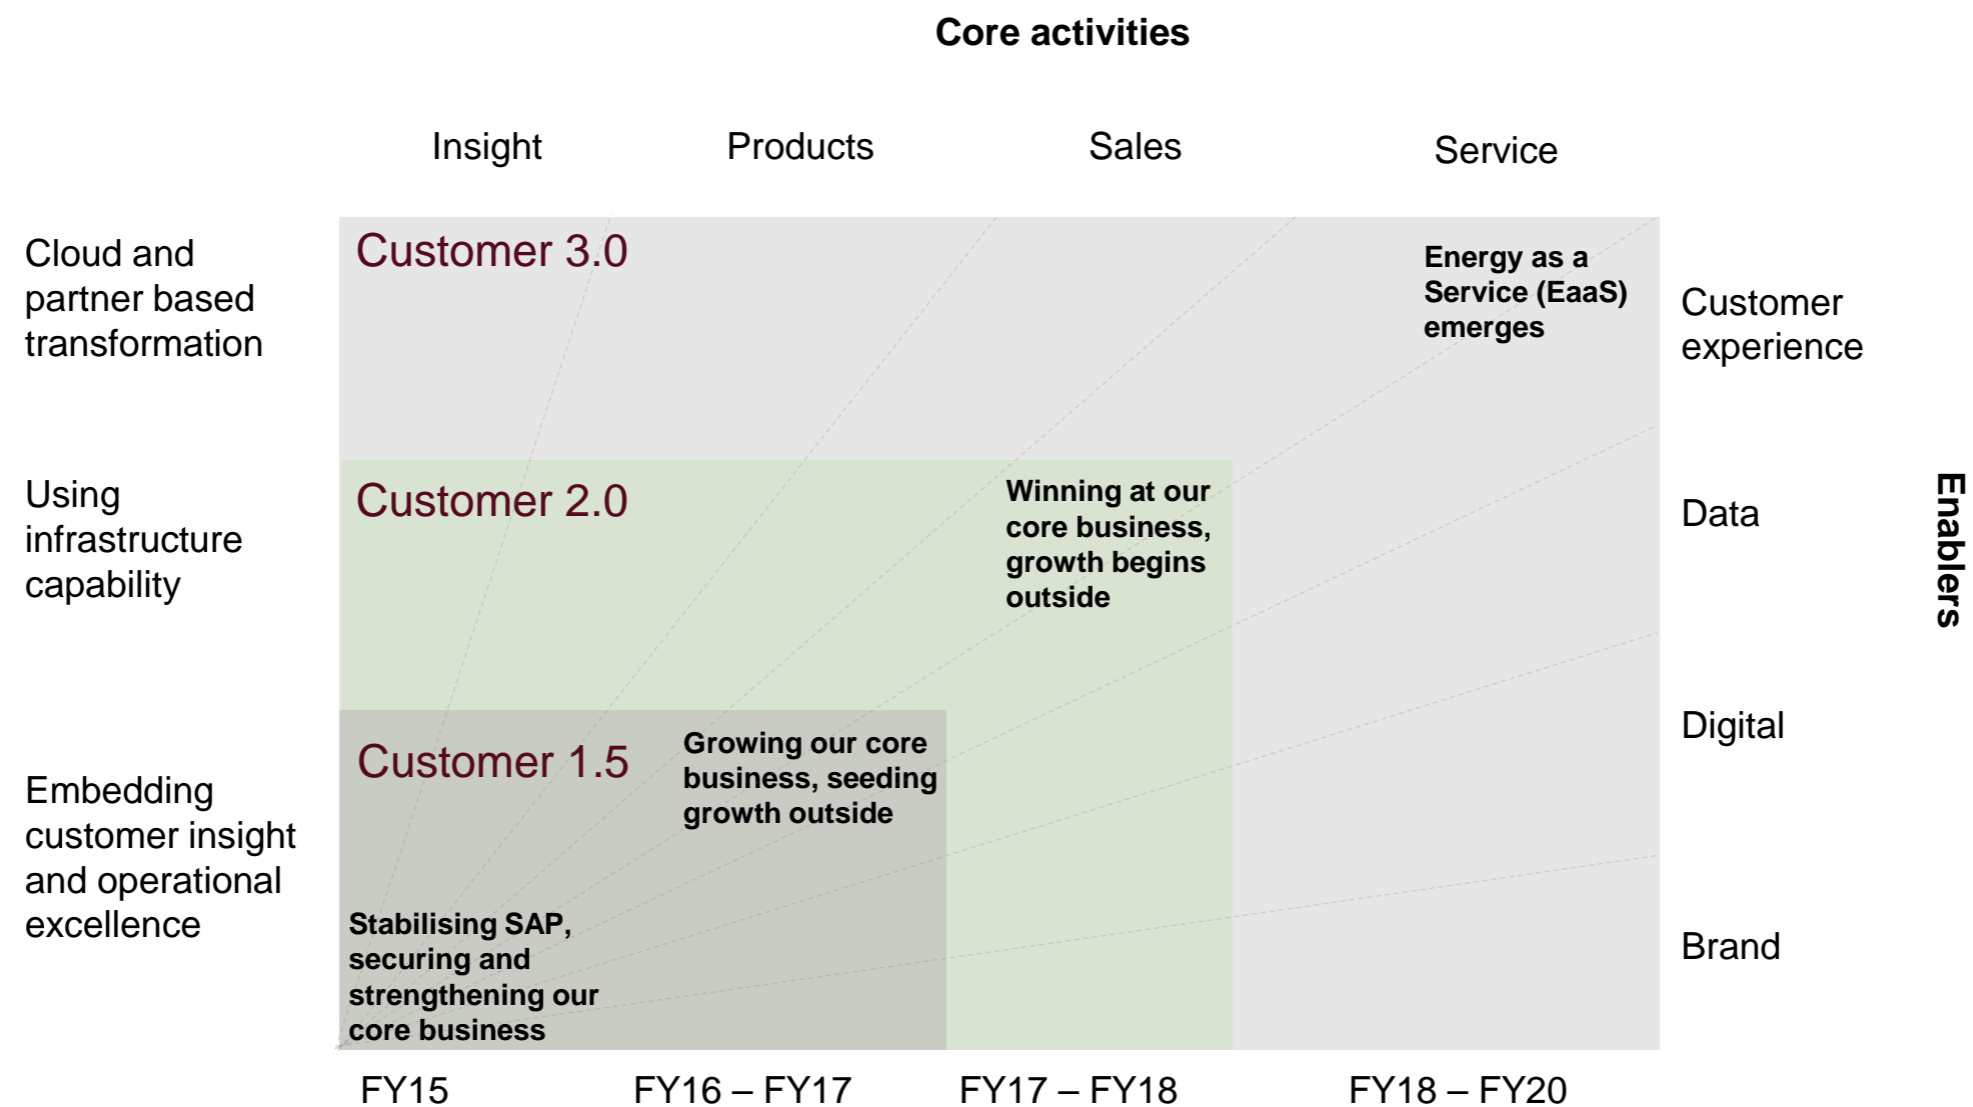 Core activities
Insight
Products
Sales
Service
Cloud and
partner based
transformation
Customer 3.0
Energy as a
Service (EaaS)
emerges
Customer
experience
Using
infrastructure
capability
Customer 2.0
Winning at our
core business,
growth begins
outside
Data
Enablers
Digital
Embedding
customer insight
and operational
excellence
Customer 1.5
Growing our core
business, seeding
growth outside
Stabilising SAP,
securing and
strengthening our
core business
Brand
FY15
FY16 – FY17
FY17 – FY18
FY18 – FY20